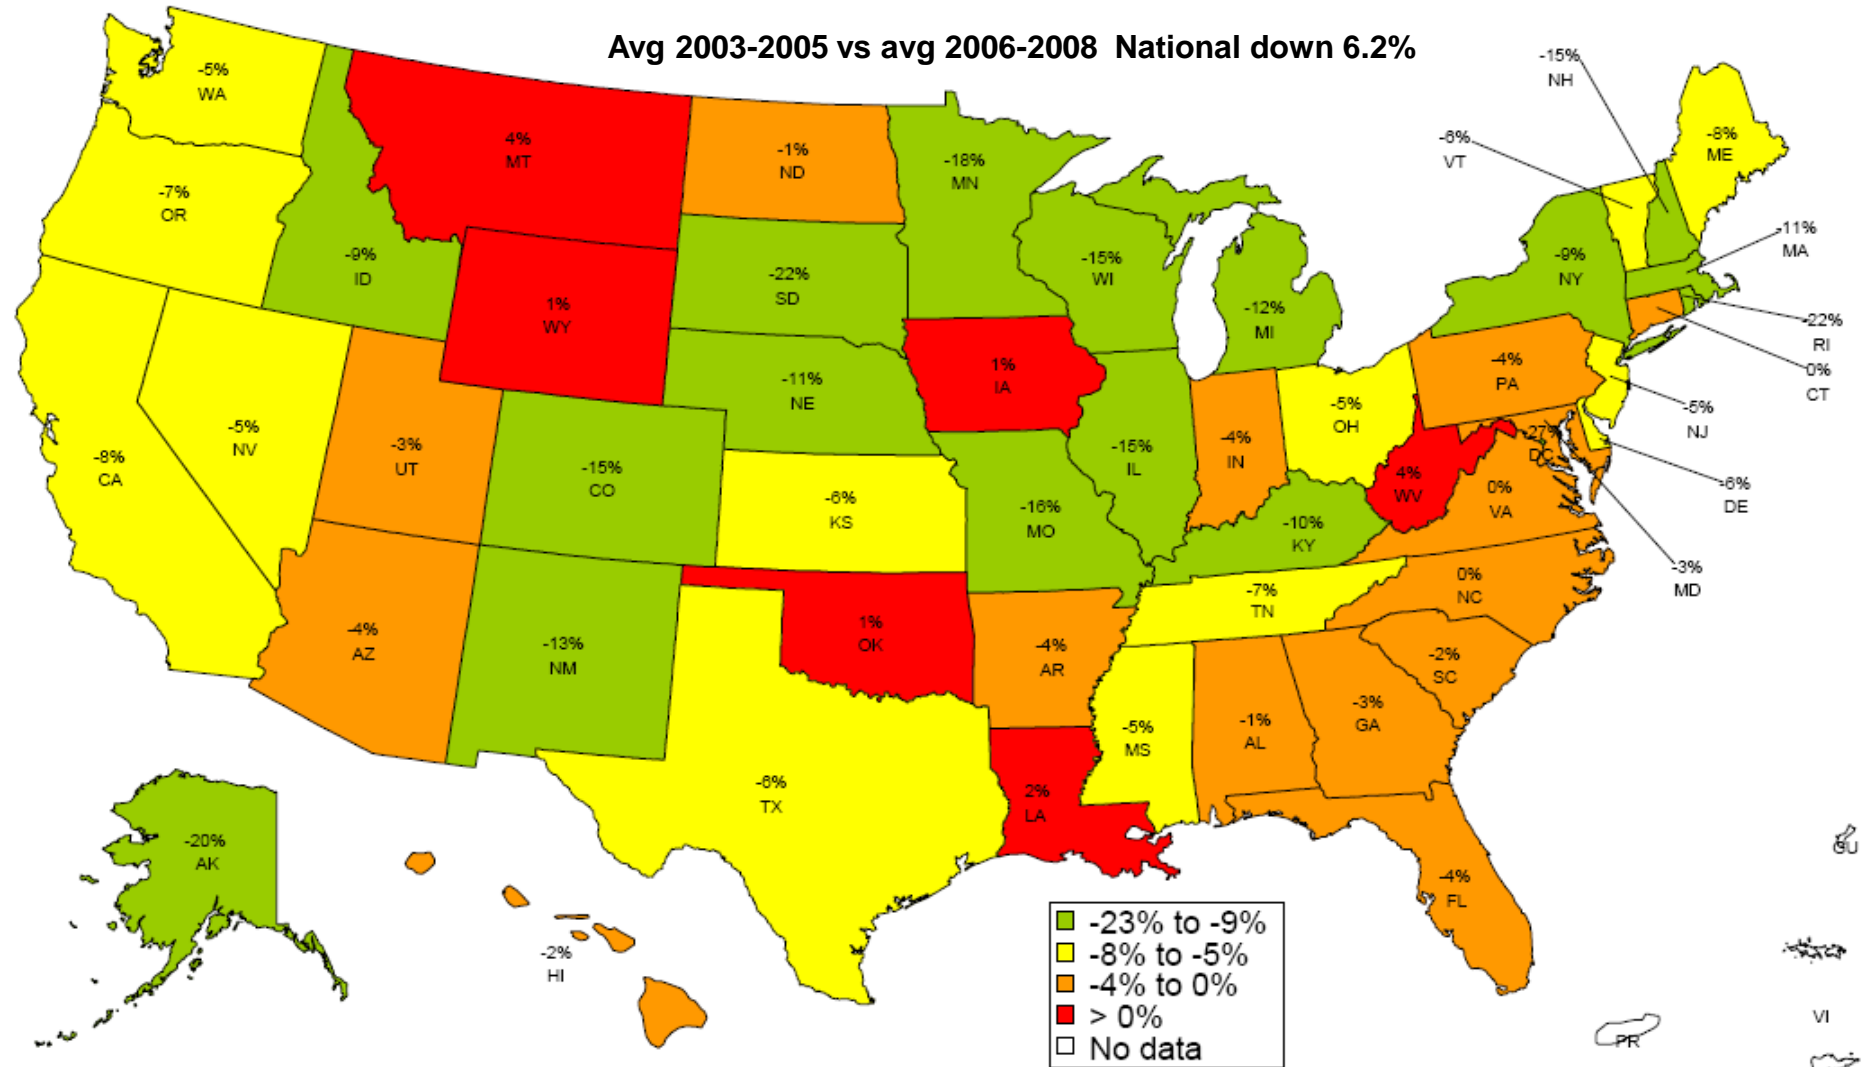 Avg 2003-2005 vs avg 2006-2008 National down 6.2%
-5%
WA
-7%
OR
-9%
ID
4%
MT
1%
WY
-1%
ND
-22%
SD
-11%
NE
-18%
MN
-15%
WI
-12%
MI
1%
IA
-8%
CA
-5%
NV
-3%
UT
-15%
CO
-6%
KS
-16%
MO
-15%
IL
-4%
IN
-5%
OH
-10%
KY
4%
WV
-4%
PA
-9%
NY
-6%
VT
-15%
NH
-8%
ME
-11%
MA
-22%
RI
0%
CT
-5%
NJ
-6%
DE
-3%
MD
-27%
DC
0%
VA
0%
NC
-7%
TN
-2%
SC
-3%
GA
-1%
AL
-5%
MS
-4%
AR
2%
LA
1%
OK
-6%
TX
-13%
NM
-4%
AZ
-4%
FL
-20%
AK
-2%
HI
-23% to -9%
-8% to -5%
-4% to 0%
> 0%
No data
GU
VI
PR